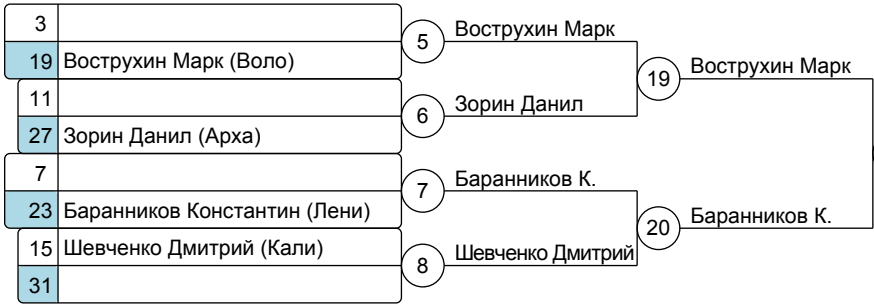 3
19 Вострухин Марк (Воло)
11
27 Зорин Данил (Арха)
7
23 Баранников Константин (Лени)
15 Шевченко Дмитрий (Кали)
31
5 Вострухин Марк
6 Зорин Данил
7 Баранников К.
8 Шевченко Дмитрий
19 Вострухин Марк
20 Баранников К.